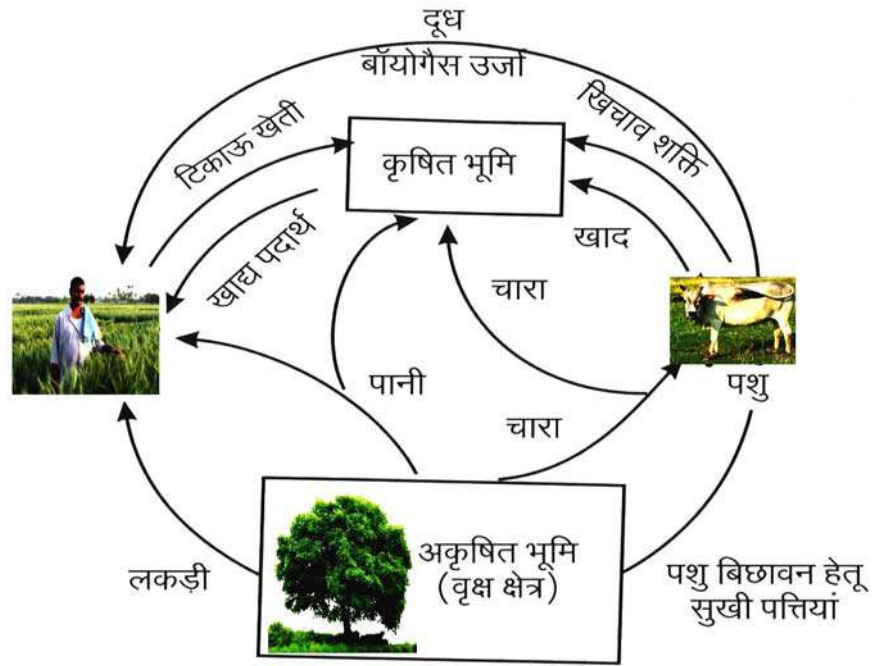 दूध
बॉयोगैस उर्जा
टिकाऊ खेती
खिचाव शक्ति
कृषित भूमि
खाद्य पदार्थ
खाद
चारा
पानी
पशु
चारा
अकृषित भूमि
(वृक्ष क्षेत्र)
लकड़ी
पशु बिछावन हेतू
सुखी पत्तियां